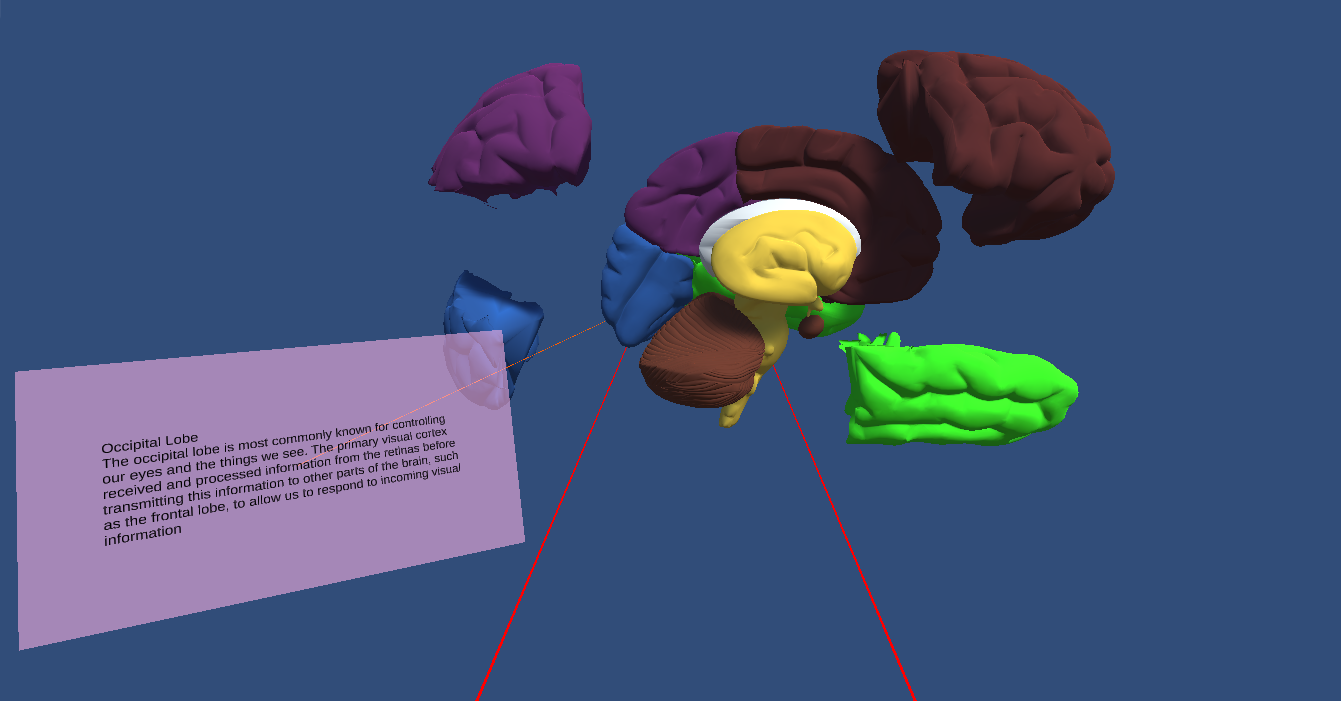 Occipital Lobe
The occipital lobe is most commonly known for controlling
our eyes and the things we see. The primary visual cortex
received and processed information from the retinas before
transmitting this information to other parts of the brain, such
as the frontal lobe, to allow us to respond to incoming visual
information